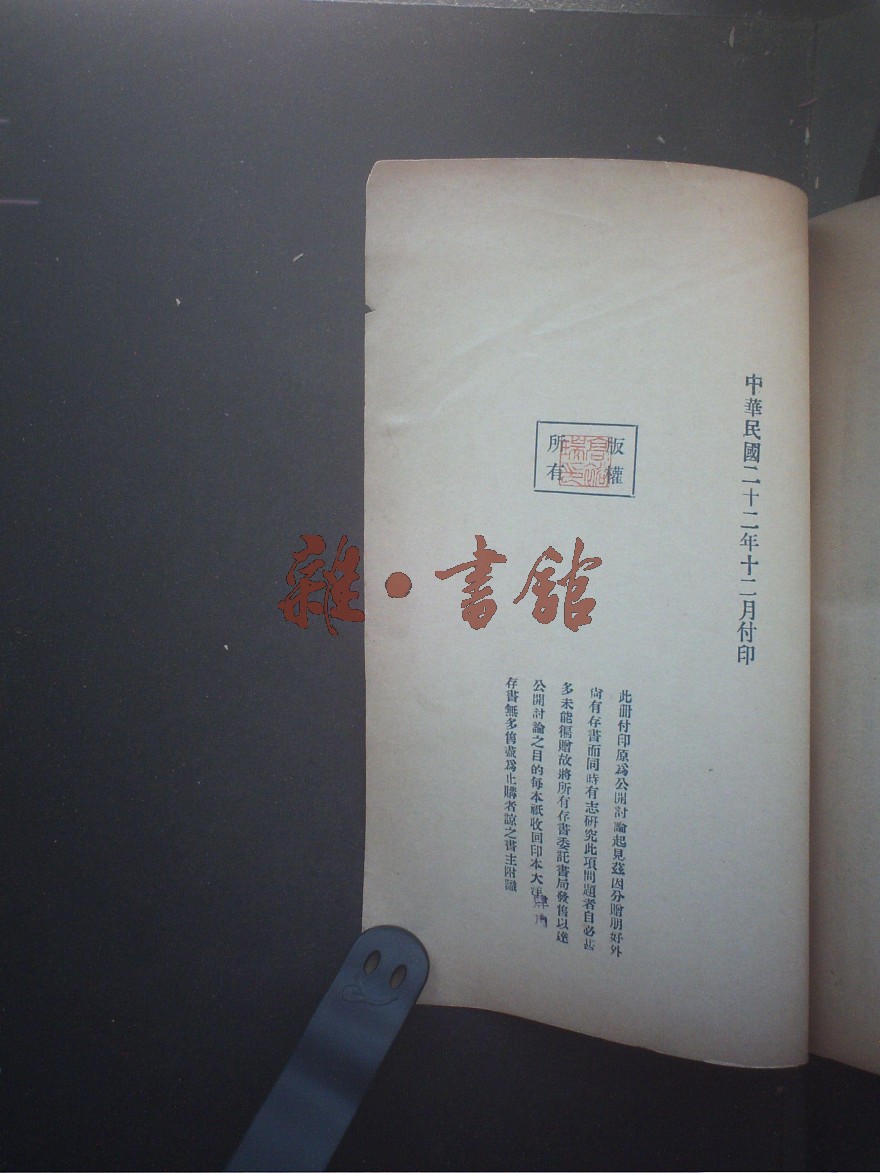 中華民國二十二年十二月付印
版權
所有
雜·書館
此冊付印原為公開討論起見茲因分贈朋好外
尙有存書而同時有志研究此項問題者自必甚
多未能徧贈故將所有存書委託書局發售以達
公開討論之目的每本祇收回印本大洋
存書無多售盡為止購者諒之書主附識